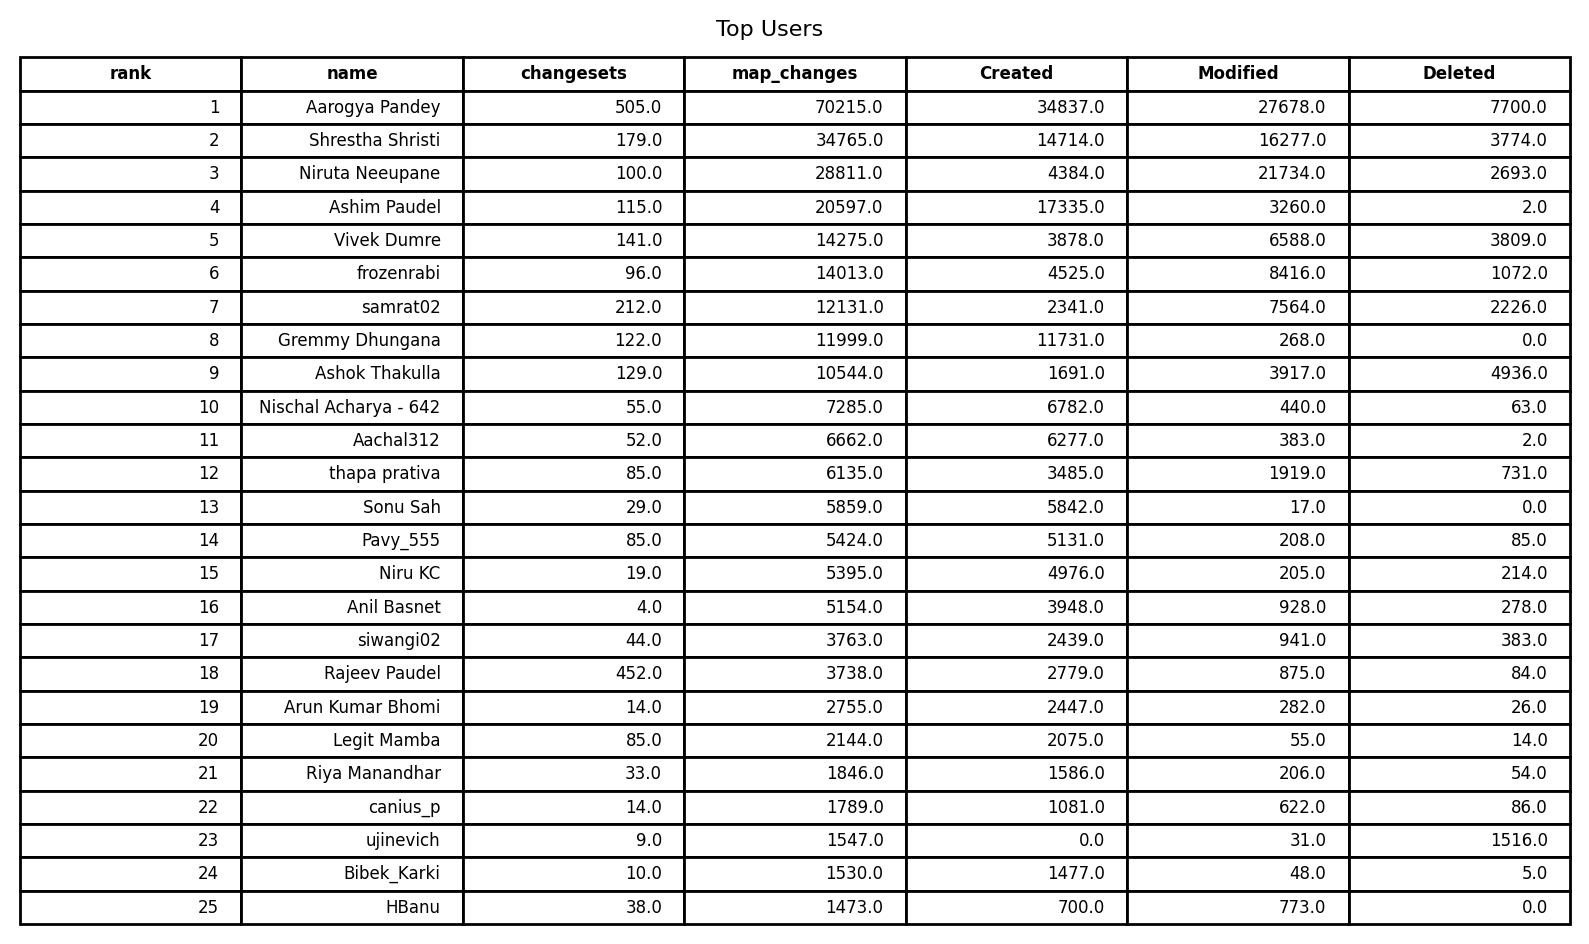 Top Users
rank name changesets map_changes Created Modified Deleted
1 Aarogya Pandey 505.0 70215.0 34837.0 27678.0 7700.0
2 Shrestha Shristi 179.0 34765.0 14714.0 16277.0 3774.0
3 Niruta Neeupane 100.0 28811.0 4384.0 21734.0 2693.0
4 Ashim Paudel 115.0 20597.0 17335.0 3260.0 2.0
5 Vivek Dumre 141.0 14275.0 3878.0 6588.0 3809.0
6 frozenrabi 96.0 14013.0 4525.0 8416.0 1072.0
7 samrat02 212.0 12131.0 2341.0 7564.0 2226.0
8 Gremmy Dhungana 122.0 11999.0 11731.0 268.0 0.0
9 Ashok Thakulla 129.0 10544.0 1691.0 3917.0 4936.0
10 Nischal Acharya - 642 55.0 7285.0 6782.0 440.0 63.0
11 Aachal312 52.0 6662.0 6277.0 383.0 2.0
12 thapa prativa 85.0 6135.0 3485.0 1919.0 731.0
13 Sonu Sah 29.0 5859.0 5842.0 17.0 0.0
14 Pavy_555 85.0 5424.0 5131.0 208.0 85.0
15 Niru KC 19.0 5395.0 4976.0 205.0 214.0
16 Anil Basnet 4.0 5154.0 3948.0 928.0 278.0
17 siwangi02 44.0 3763.0 2439.0 941.0 383.0
18 Rajeev Paudel 452.0 3738.0 2779.0 875.0 84.0
19 Arun Kumar Bhomi 14.0 2755.0 2447.0 282.0 26.0
20 Legit Mamba 85.0 2144.0 2075.0 55.0 14.0
21 Riya Manandhar 33.0 1846.0 1586.0 206.0 54.0
22 canius_p 14.0 1789.0 1081.0 622.0 86.0
23 ujinevich 9.0 1547.0 0.0 31.0 1516.0
24 Bibek_Karki 10.0 1530.0 1477.0 48.0 5.0
25 HBanu 38.0 1473.0 700.0 773.0 0.0